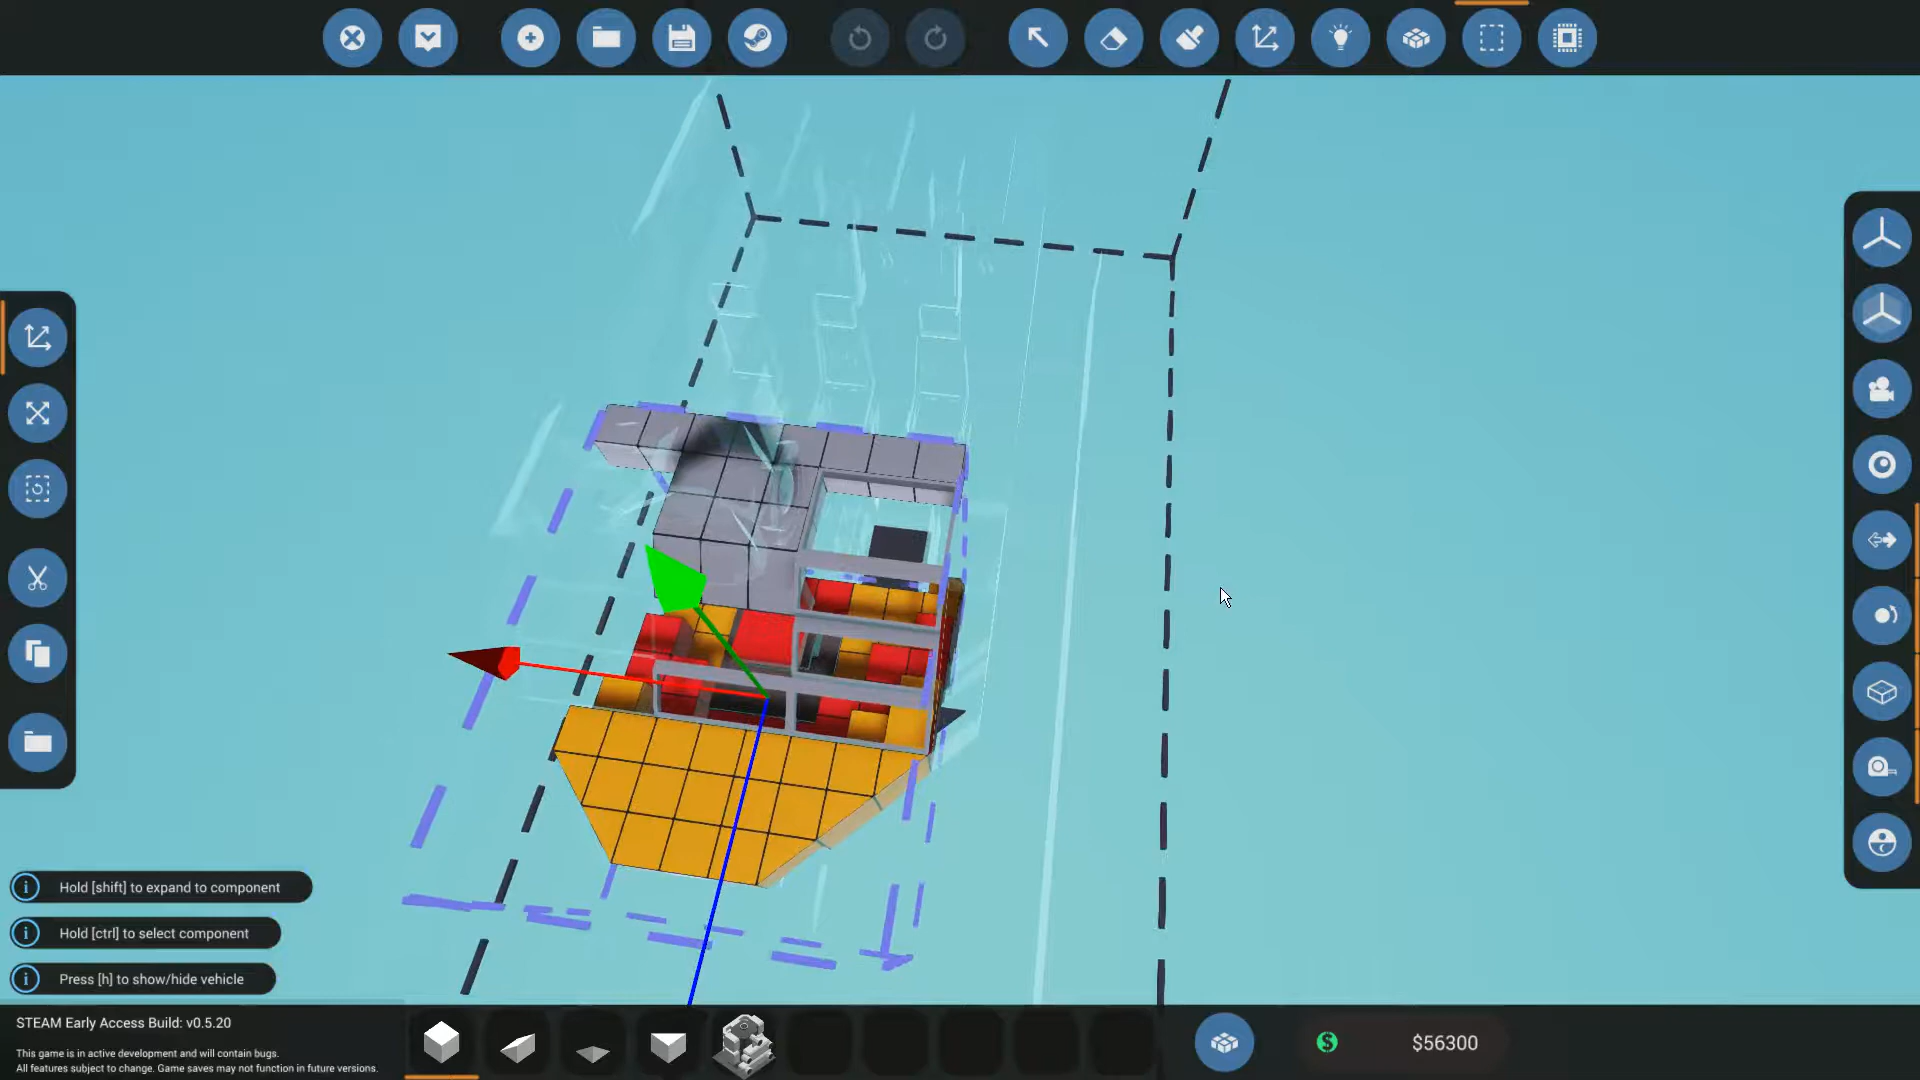 Hold [shift] to expand to component
Hold [ctrl] to select component
Press [h] to show/hide vehicle
STEAM Early Access Build: v0.5.20
This game is in active development and will contain bugs.
All features subject to change. Game saves may not function in future versions.
$56300